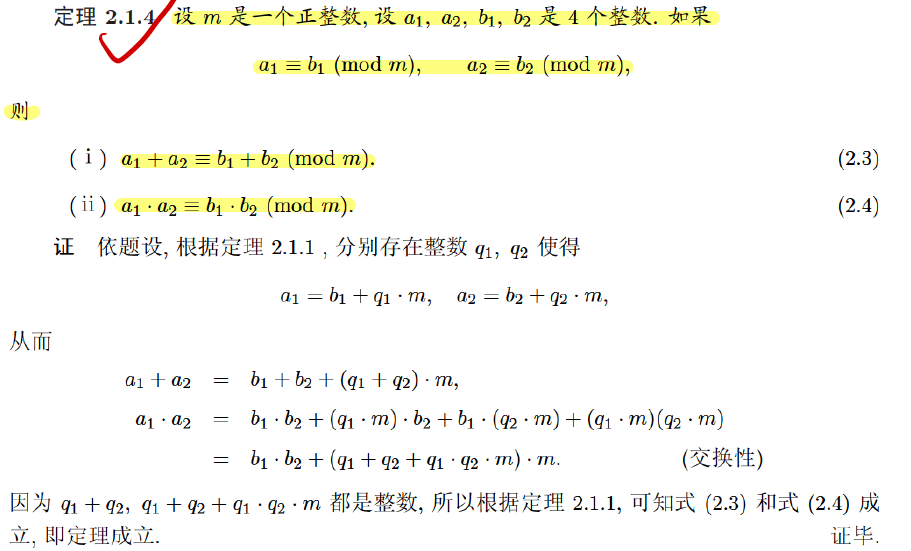 定理 2.1.4 设 m 是一个正整数, 设 a₁, a₂, b₁, b₂ 是 4 个整数. 如果
a₁ ≡ b₁ (mod m), a₂ ≡ b₂ (mod m),
则
(ⅰ) a₁ + a₂ ≡ b₁ + b₂ (mod m). (2.3)
(ⅱ) a₁ · a₂ ≡ b₁ · b₂ (mod m). (2.4)
证 依题设, 根据定理 2.1.1 , 分别存在整数 q₁, q₂ 使得
a₁ = b₁ + q₁ · m, a₂ = b₂ + q₂ · m,
从而
a₁ + a₂ = b₁ + b₂ + (q₁ + q₂) · m,
a₁ · a₂ = b₁ · b₂ + (q₁ · m) · b₂ + b₁ · (q₂ · m) + (q₁ · m)(q₂ · m)
= b₁ · b₂ + (q₁ + q₂ + q₁ · q₂ · m) · m. (交换性)
因为 q₁ + q₂, q₁ + q₂ + q₁ · q₂ · m 都是整数, 所以根据定理 2.1.1, 可知式 (2.3) 和式 (2.4) 成
立, 即定理成立. 证毕.